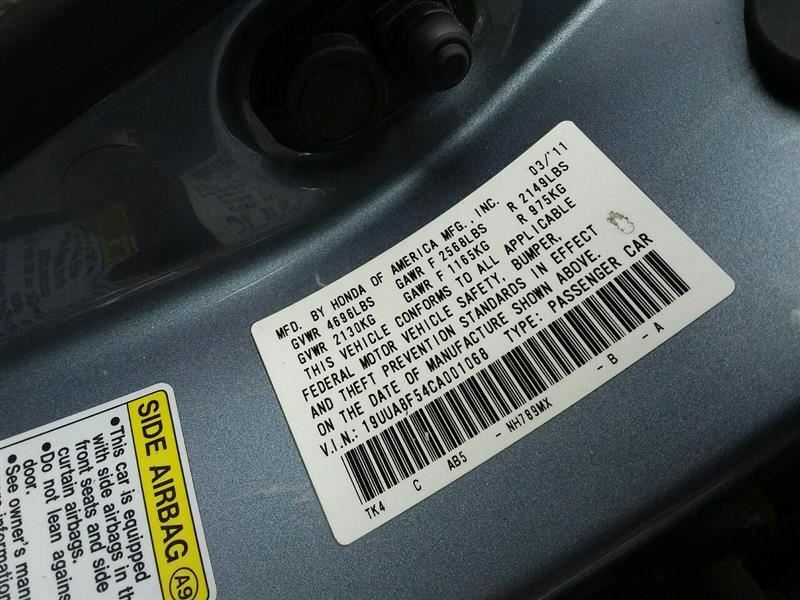 MFD. BY HONDA OF AMERICA MFG., INC. 03/'11
GVWR 4696LBS GAWR F 2568LBS R 2149LBS
GVWR 2130KG GAWR F 1165KG R 975KG
THIS VEHICLE CONFORMS TO ALL APPLICABLE
FEDERAL MOTOR VEHICLE SAFETY, BUMPER,
AND THEFT PREVENTION STANDARDS IN EFFECT
ON THE DATE OF MANUFACTURE SHOWN ABOVE.
V.I.N.: 19UUA8F54CA001068 TYPE: PASSENGER CAR
TK4 C AB5 - NH789MX - B - A
SIDE AIRBAG A9
•This car is equipped
with side airbags in the
front seats and side
curtain airbags.
•Do not lean against
door.
•See owner's
information